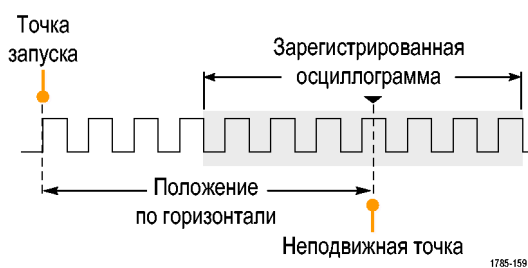 Точка
запуска
Зарегистрированная
осциллограмма
Положение
по горизонтали
Неподвижная точка
1785-159